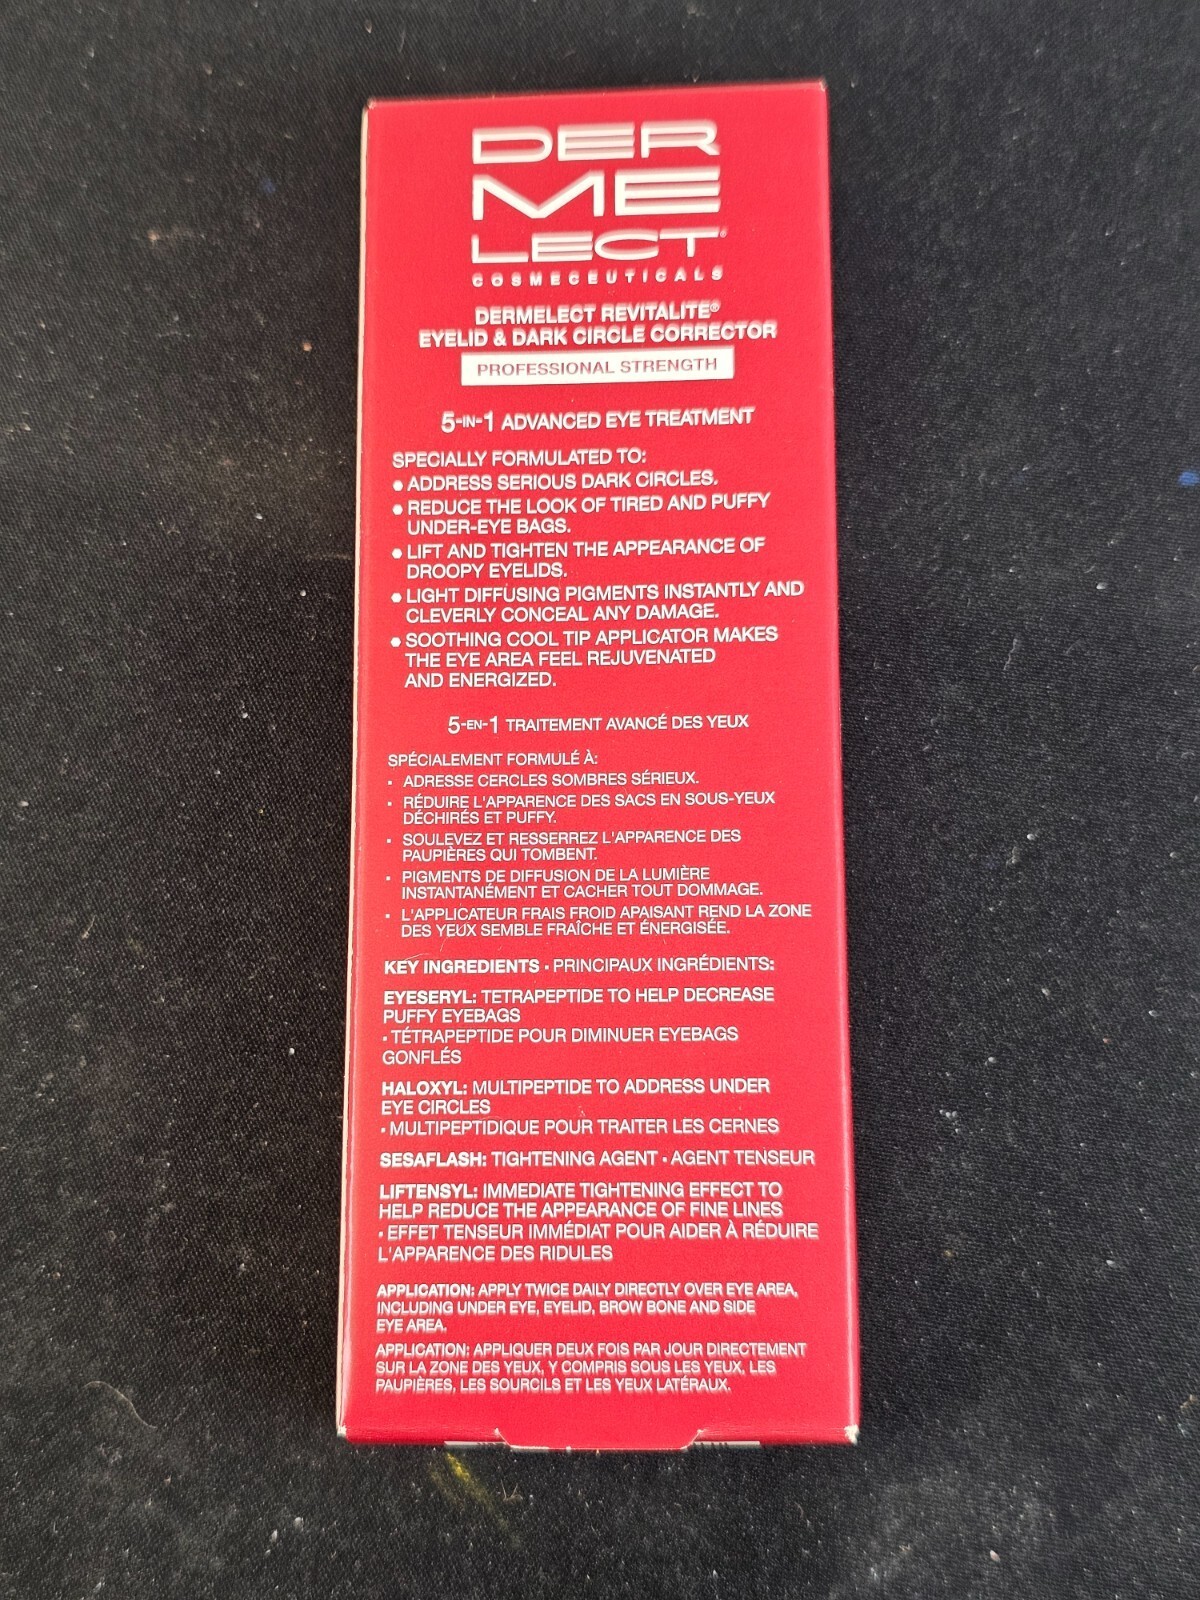 DER
ME
LECT®
COSMECEUTICALS
DERMELECT REVITALITE®
EYELID & DARK CIRCLE CORRECTOR
PROFESSIONAL STRENGTH
5-IN-1 ADVANCED EYE TREATMENT
SPECIALLY FORMULATED TO:
• ADDRESS SERIOUS DARK CIRCLES.
• REDUCE THE LOOK OF TIRED AND PUFFY
UNDER-EYE BAGS.
• LIFT AND TIGHTEN THE APPEARANCE OF
DROOPY EYELIDS.
• LIGHT DIFFUSING PIGMENTS INSTANTLY AND
CLEVERLY CONCEAL ANY DAMAGE.
• SOOTHING COOL TIP APPLICATOR MAKES
THE EYE AREA FEEL REJUVENATED
AND ENERGIZED.
5-EN-1 TRAITEMENT AVANCÉ DES YEUX
SPÉCIALEMENT FORMULÉ À:
• ADRESSE CERCLES SOMBRES SÉRIEUX.
• RÉDUIRE L'APPARENCE DES SACS EN SOUS-YEUX
DÉCHIRÉS ET PUFFY.
• SOULEVEZ ET RESSERREZ L'APPARENCE DES
PAUPIÈRES QUI TOMBENT.
• PIGMENTS DE DIFFUSION DE LA LUMIÈRE
INSTANTANÉMENT ET CACHER TOUT DOMMAGE.
• L'APPLICATEUR FRAIS FROID APAISANT REND LA ZONE
DES YEUX SEMBLE FRAÎCHE ET ÉNERGISÉE.
KEY INGREDIENTS • PRINCIPAUX INGRÉDIENTS:
EYESERYL: TETRAPEPTIDE TO HELP DECREASE
PUFFY EYEBAGS
• TÉTRAPEPTIDE POUR DIMINUER EYEBAGS
GONFLÉS
HALOXYL: MULTIPEPTIDE TO ADDRESS UNDER
EYE CIRCLES
• MULTIPEPTIDIQUE POUR TRAITER LES CERNES
SESAFLASH: TIGHTENING AGENT • AGENT TENSEUR
LIFTENSYL: IMMEDIATE TIGHTENING EFFECT TO
HELP REDUCE THE APPEARANCE OF FINE LINES
• EFFET TENSEUR IMMÉDIAT POUR AIDER À RÉDUIRE
L'APPARENCE DES RIDULES
APPLICATION: APPLY TWICE DAILY DIRECTLY OVER EYE AREA,
INCLUDING UNDER EYE, EYELID, BROW BONE AND SIDE
EYE AREA.
APPLICATION: APPLIQUER DEUX FOIS PAR JOUR DIRECTEMENT
SUR LA ZONE DES YEUX, Y COMPRIS SOUS LES YEUX, LES
PAUPIÈRES, LES SOURCILS ET LES YEUX LATÉRAUX.